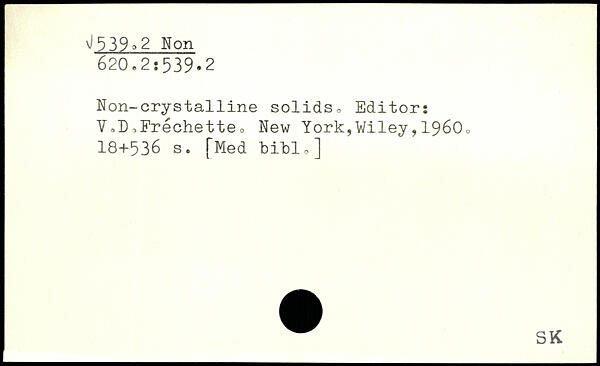 √539.2 Non
620.2:539.2
Non-crystalline solids. Editor:
V.D.Fréchette. New York,Wiley,1960.
18+536 s. [Med bibl.]
SK